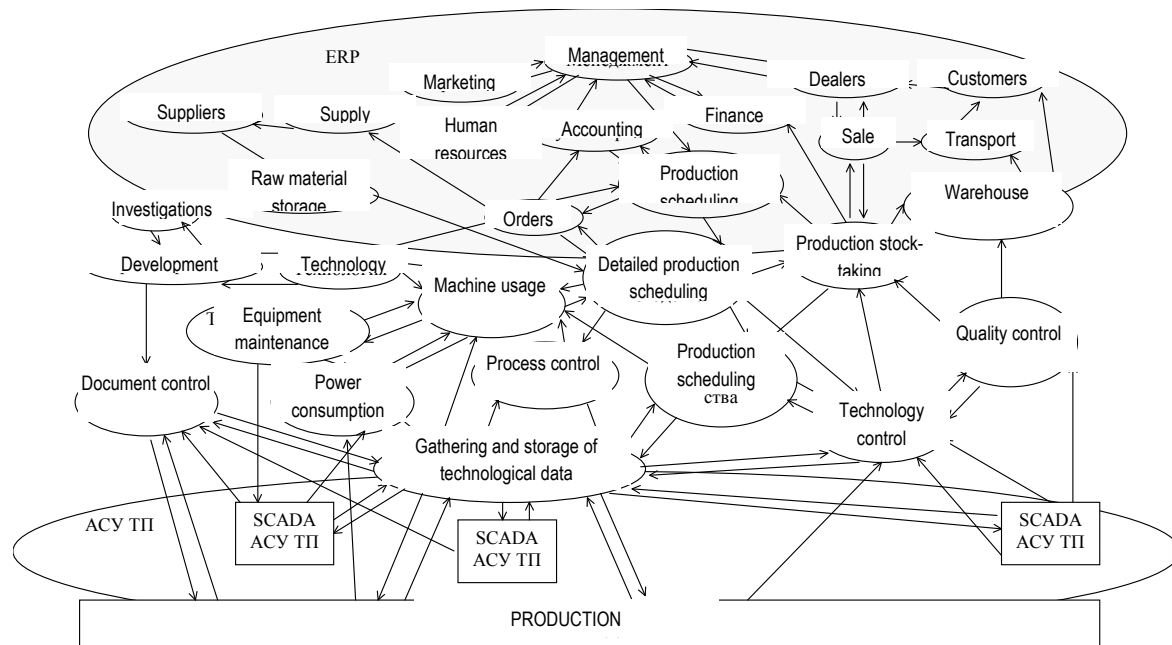 ERP
Management
Marketing
Dealers
Customers
Suppliers
Supply
Human
resources
Accounting
Finance
Sale
Transport
Raw material
storage
Production
scheduling
Warehouse
Investigations
Orders
Production stock-
taking
Development
Technology
Machine usage
Detailed production
scheduling
Equipment
maintenance
Quality control
Process control
Production
scheduling
ства
Document control
Power
consumption
Technology
control
Gathering and storage of
technological data
АСУ ТП
SCADA
АСУ ТП
SCADA
АСУ ТП
SCADA
АСУ ТП
PRODUCTION